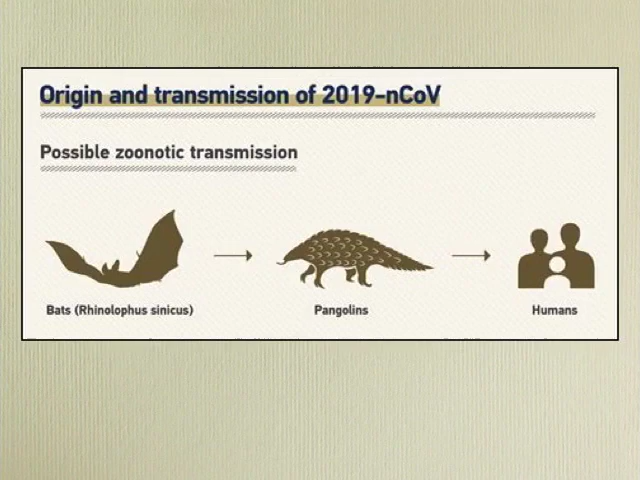 Origin and transmission of 2019-nCoV
Possible zoonotic transmission
Bats (Rhinolophus sinicus)
Pangolins
Humans